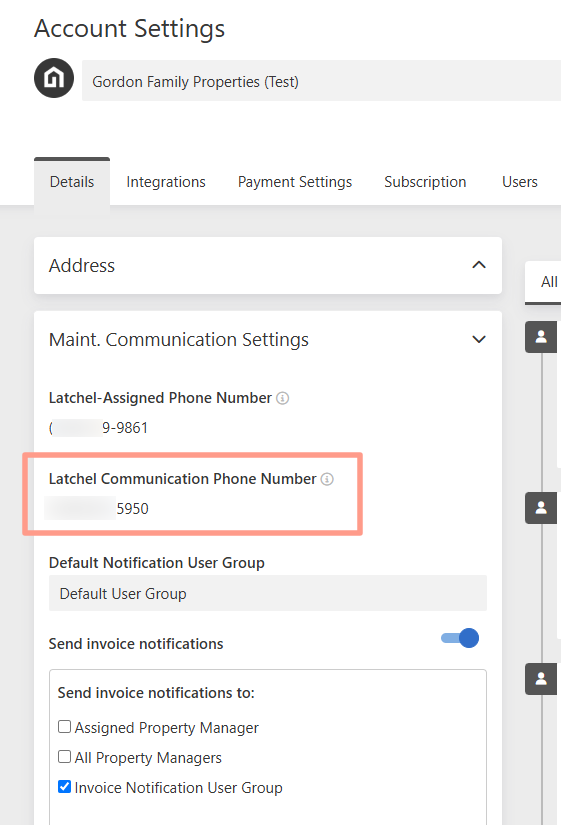 Account Settings
Gordon Family Properties (Test)
Details Integrations Payment Settings Subscription Users
Address
All
Maint. Communication Settings
Latchel-Assigned Phone Number
( 9-9861
Latchel Communication Phone Number
5950
Default Notification User Group
Default User Group
Send invoice notifications
Send invoice notifications to:
Assigned Property Manager
All Property Managers
Invoice Notification User Group